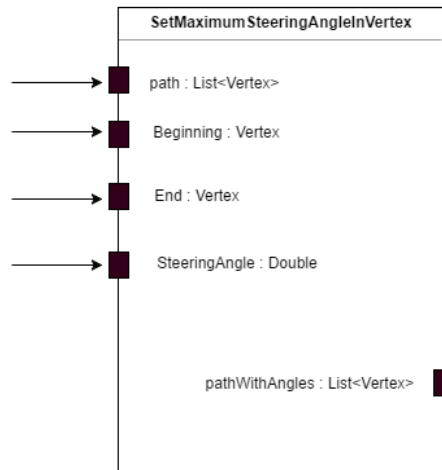 SetMaximumSteeringAngleInVertex
path : List<Vertex>
Beginning : Vertex
End : Vertex
SteeringAngle : Double
pathWithAngles : List<Vertex>